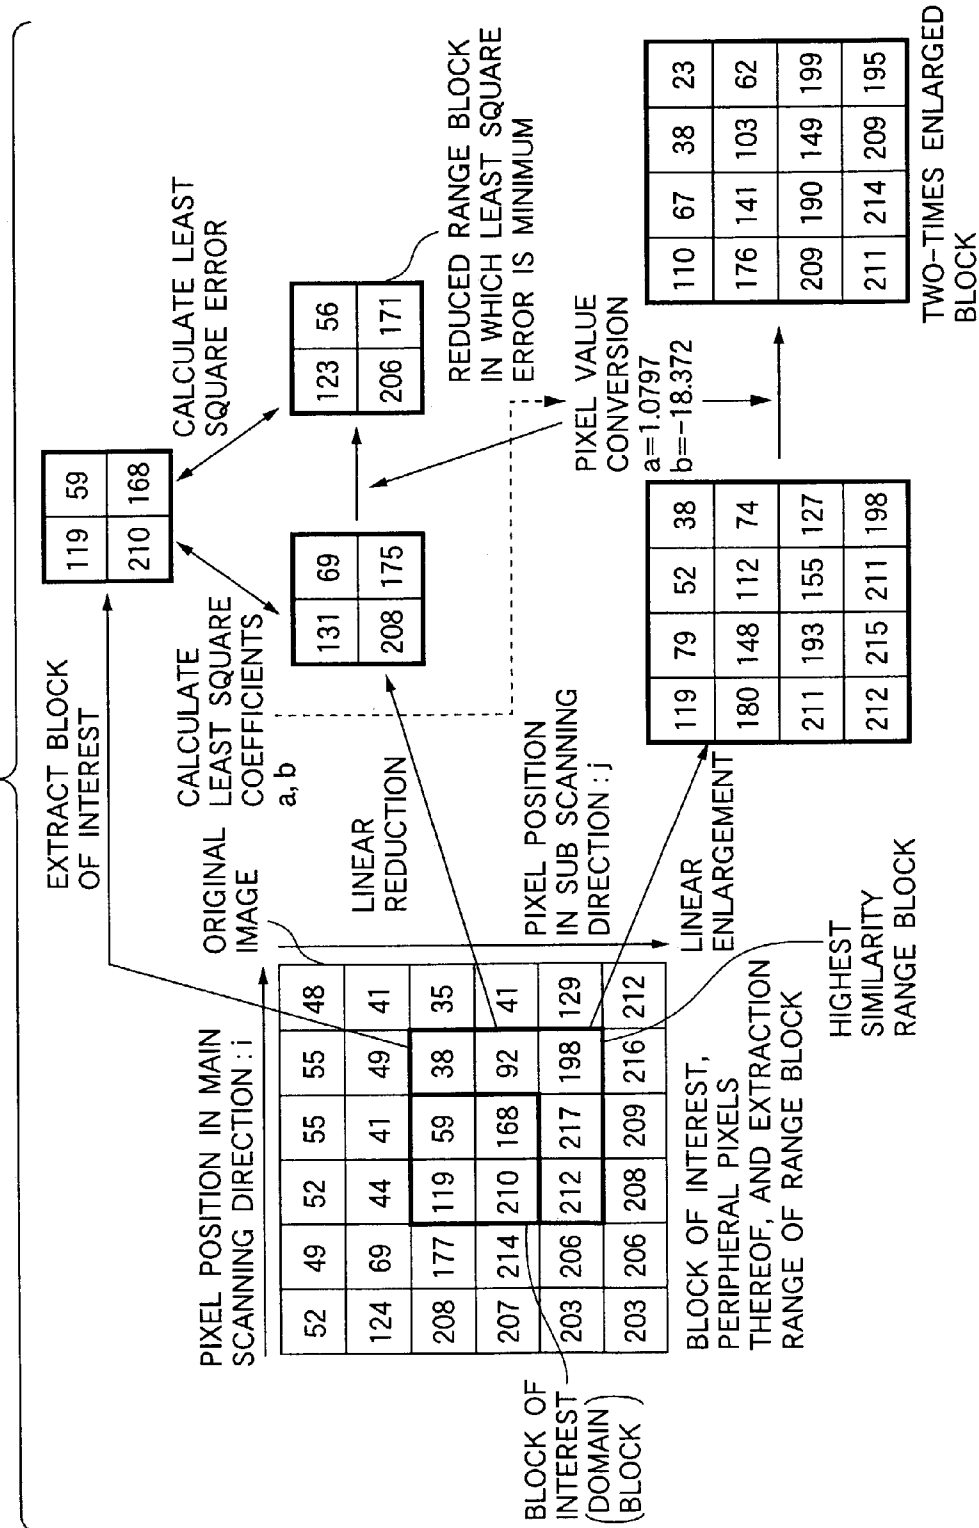 EXTRACT BLOCK
OF INTEREST
119 59
210 168
CALCULATE LEAST
SQUARE ERROR
CALCULATE
LEAST SQUARE
COEFFICIENTS
a, b
131 69
208 175
123 56
206 171
REDUCED RANGE BLOCK
IN WHICH LEAST SQUARE
ERROR IS MINIMUM
PIXEL POSITION IN MAIN
SCANNING DIRECTION : i
ORIGINAL
IMAGE
LINEAR
REDUCTION
52 49 52 55 55 48
124 69 44 41 49 41
208 177 119 59 38 35
207 214 210 168 92 41
203 206 212 217 198 129
203 206 208 209 216 212
PIXEL POSITION
IN SUB SCANNING
DIRECTION : j
PIXEL VALUE
CONVERSION
a=1.0797
b=-18.372
BLOCK OF
INTEREST
(DOMAIN
BLOCK)
BLOCK OF INTEREST,
PERIPHERAL PIXELS
THEREOF, AND EXTRACTION
RANGE OF RANGE BLOCK
LINEAR
ENLARGEMENT
HIGHEST
SIMILARITY
RANGE BLOCK
119 79 52 38
180 148 112 74
211 193 155 127
212 215 211 198
110 67 38 23
176 141 103 62
209 190 149 199
211 214 209 195
TWO-TIMES ENLARGED
BLOCK